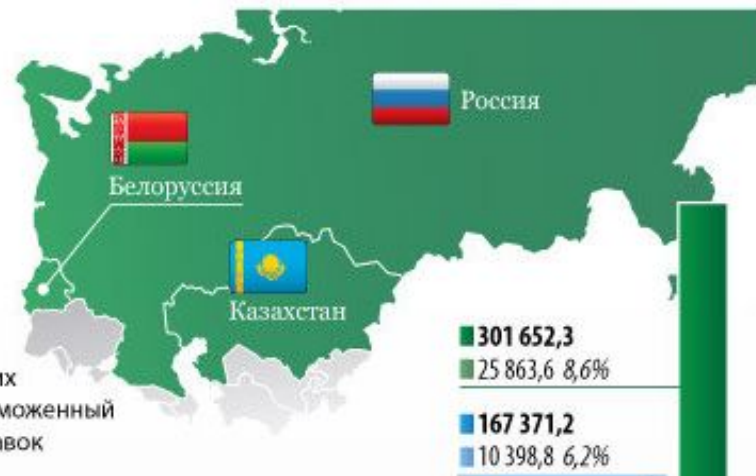 Россия
Белоруссия
Казахстан
301 652,3
25 863,6 8,6%
167 371,2
10 398,8 6,2%